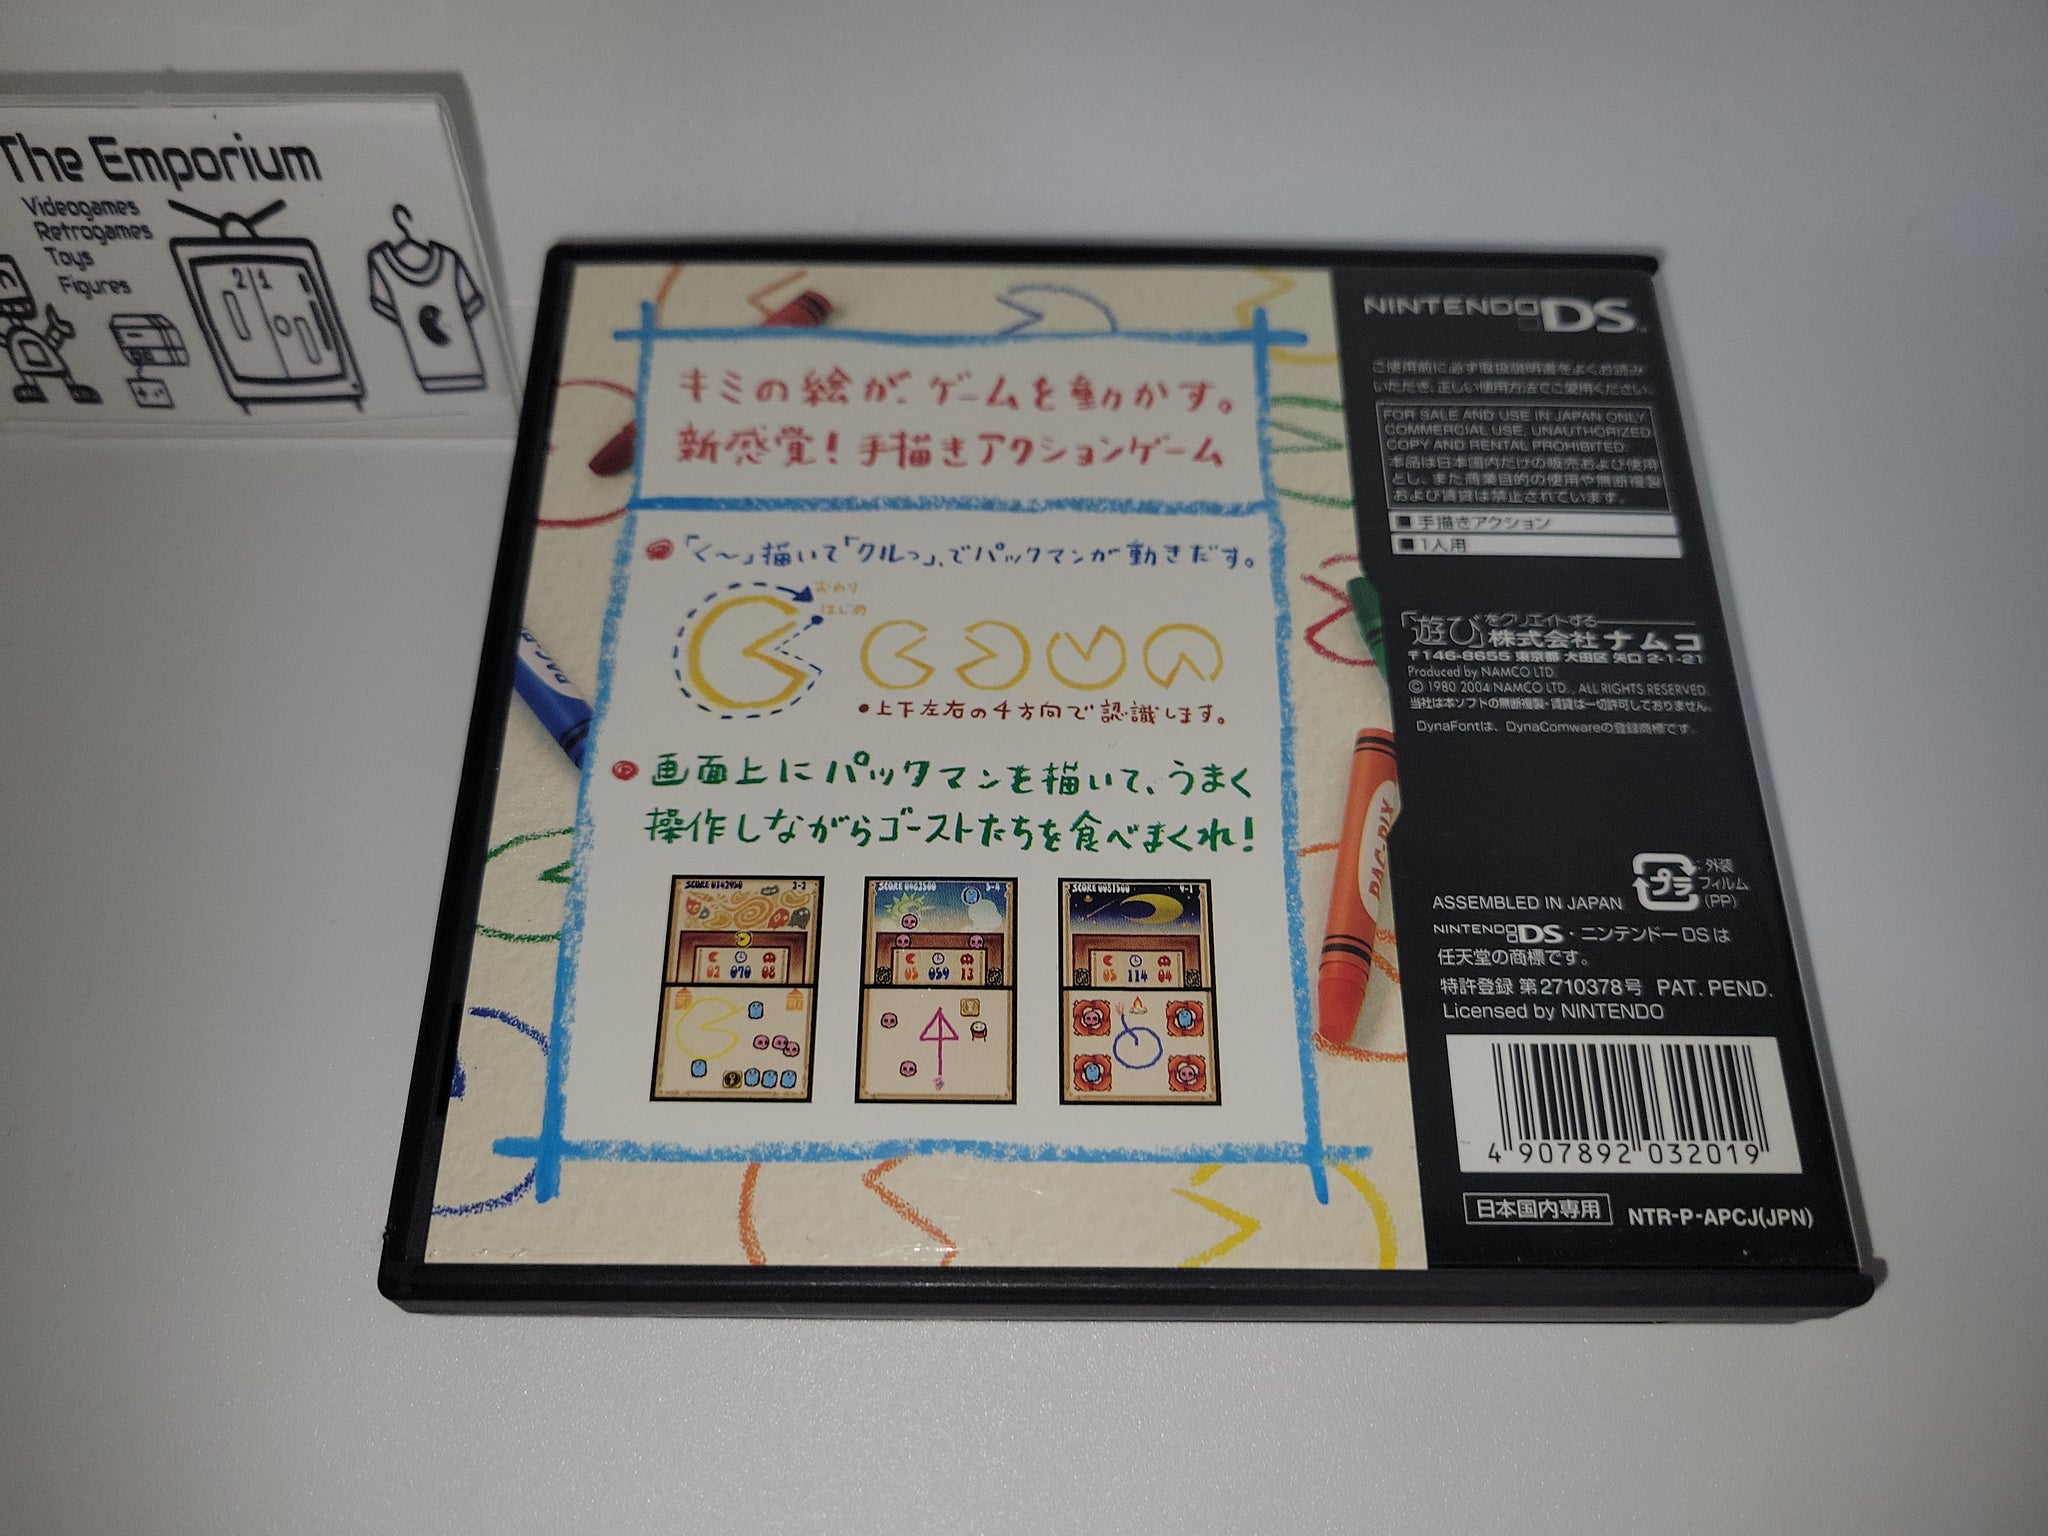 The Emporium
Videogames
Retrogames
Toys
Figures
21
キミの絵が、ゲームを動かす。
新感覚!手描きアクションゲーム
「く〜」描いて「クルっ」、でパックマンが動きだす。
おわり
はじめ
•上下左右の4方向で認識します。
画面上にパックマンを描いて、うまく
操作しながらゴーストたちを食べまくれ!
2-2
02 070 08
05 059 13
4-1
05 114 04
PAC-PIX
NINTENDO DS
ご使用前に必ず取扱説明書をよくお読み
いただき、正しい使用方法でご愛用ください。
FOR SALE AND USE IN JAPAN ONLY
COMMERCIAL USE, UNAUTHORIZED
COPY AND RENTAL PROHIBITED.
本品は日本国内だけの販売および使用
とし、また商業目的の使用や無断複製
および賃貸は禁止されています。
■ 手描きアクション
■ 1人用
「遊び」をクリエイトする
株式会社ナムコ
〒146-8655 東京都 大田区 矢口 2-1-21
Produced by NAMCO LTD.
© 1980 2004 NAMCO LTD., ALL RIGHTS RESERVED.
当社は本ソフトの無断複製・賃貸は一切許可しておりません。
DynaFontは、DynaComwareの登録商標です。
プラ
:外装
フィルム
(PP)
ASSEMBLED IN JAPAN
NINTENDO DS・ニンテンドーDSは
任天堂の商標です。
特許登録 第2710378号 PAT. PEND.
Licensed by NINTENDO
4 907892 032019
日本国内専用
NTR-P-APCJ(JPN)